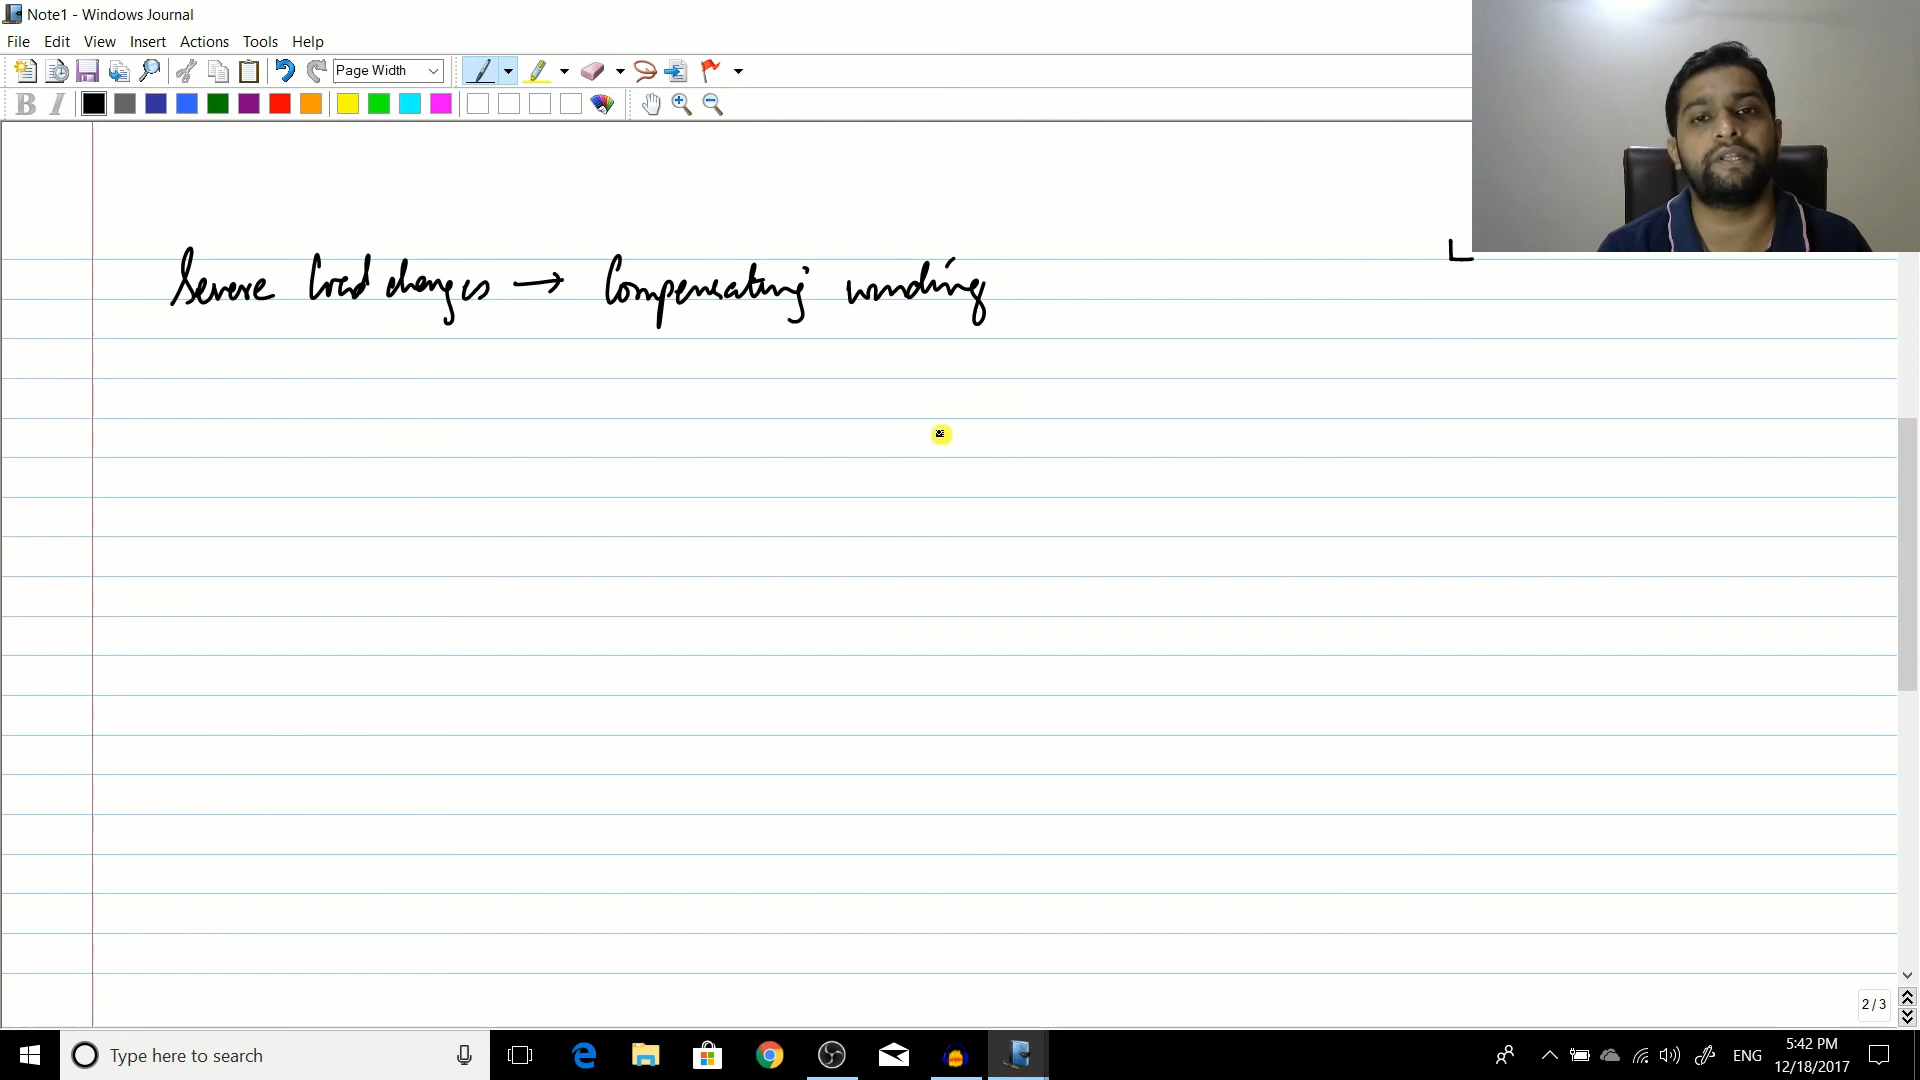 Note1 - Windows Journal
File Edit View Insert Actions Tools Help
Page Width
B I
Severe load changes → Compensating winding
2 / 3
Type here to search
ENG
5:42 PM
12/18/2017